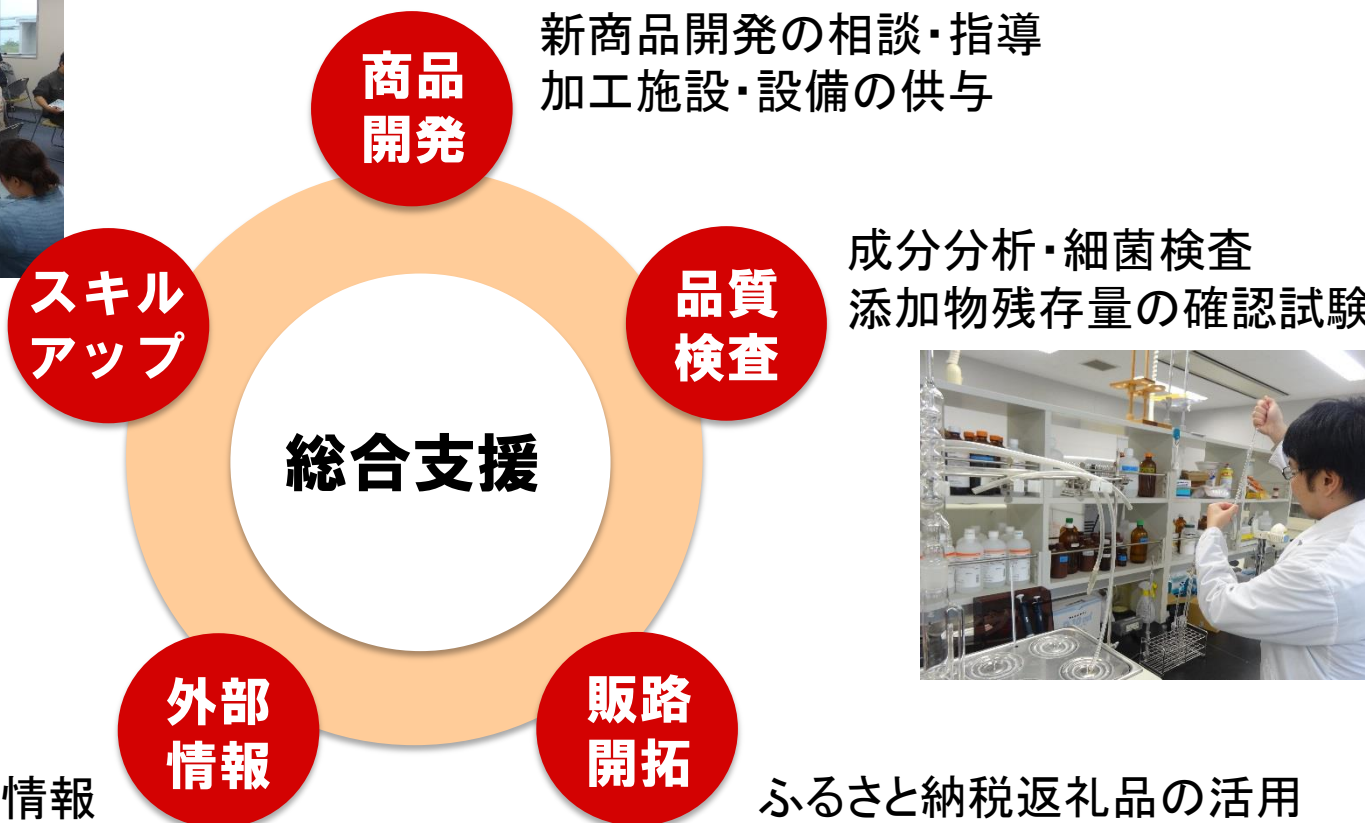 商品
開発
新商品開発の相談・指導
加工施設・設備の供与
スキル
アップ
品質
検査
成分分析・細菌検査
添加物残存量の確認試験
総合支援
外部
情報
販路
開拓
情報
ふるさと納税返礼品の活用